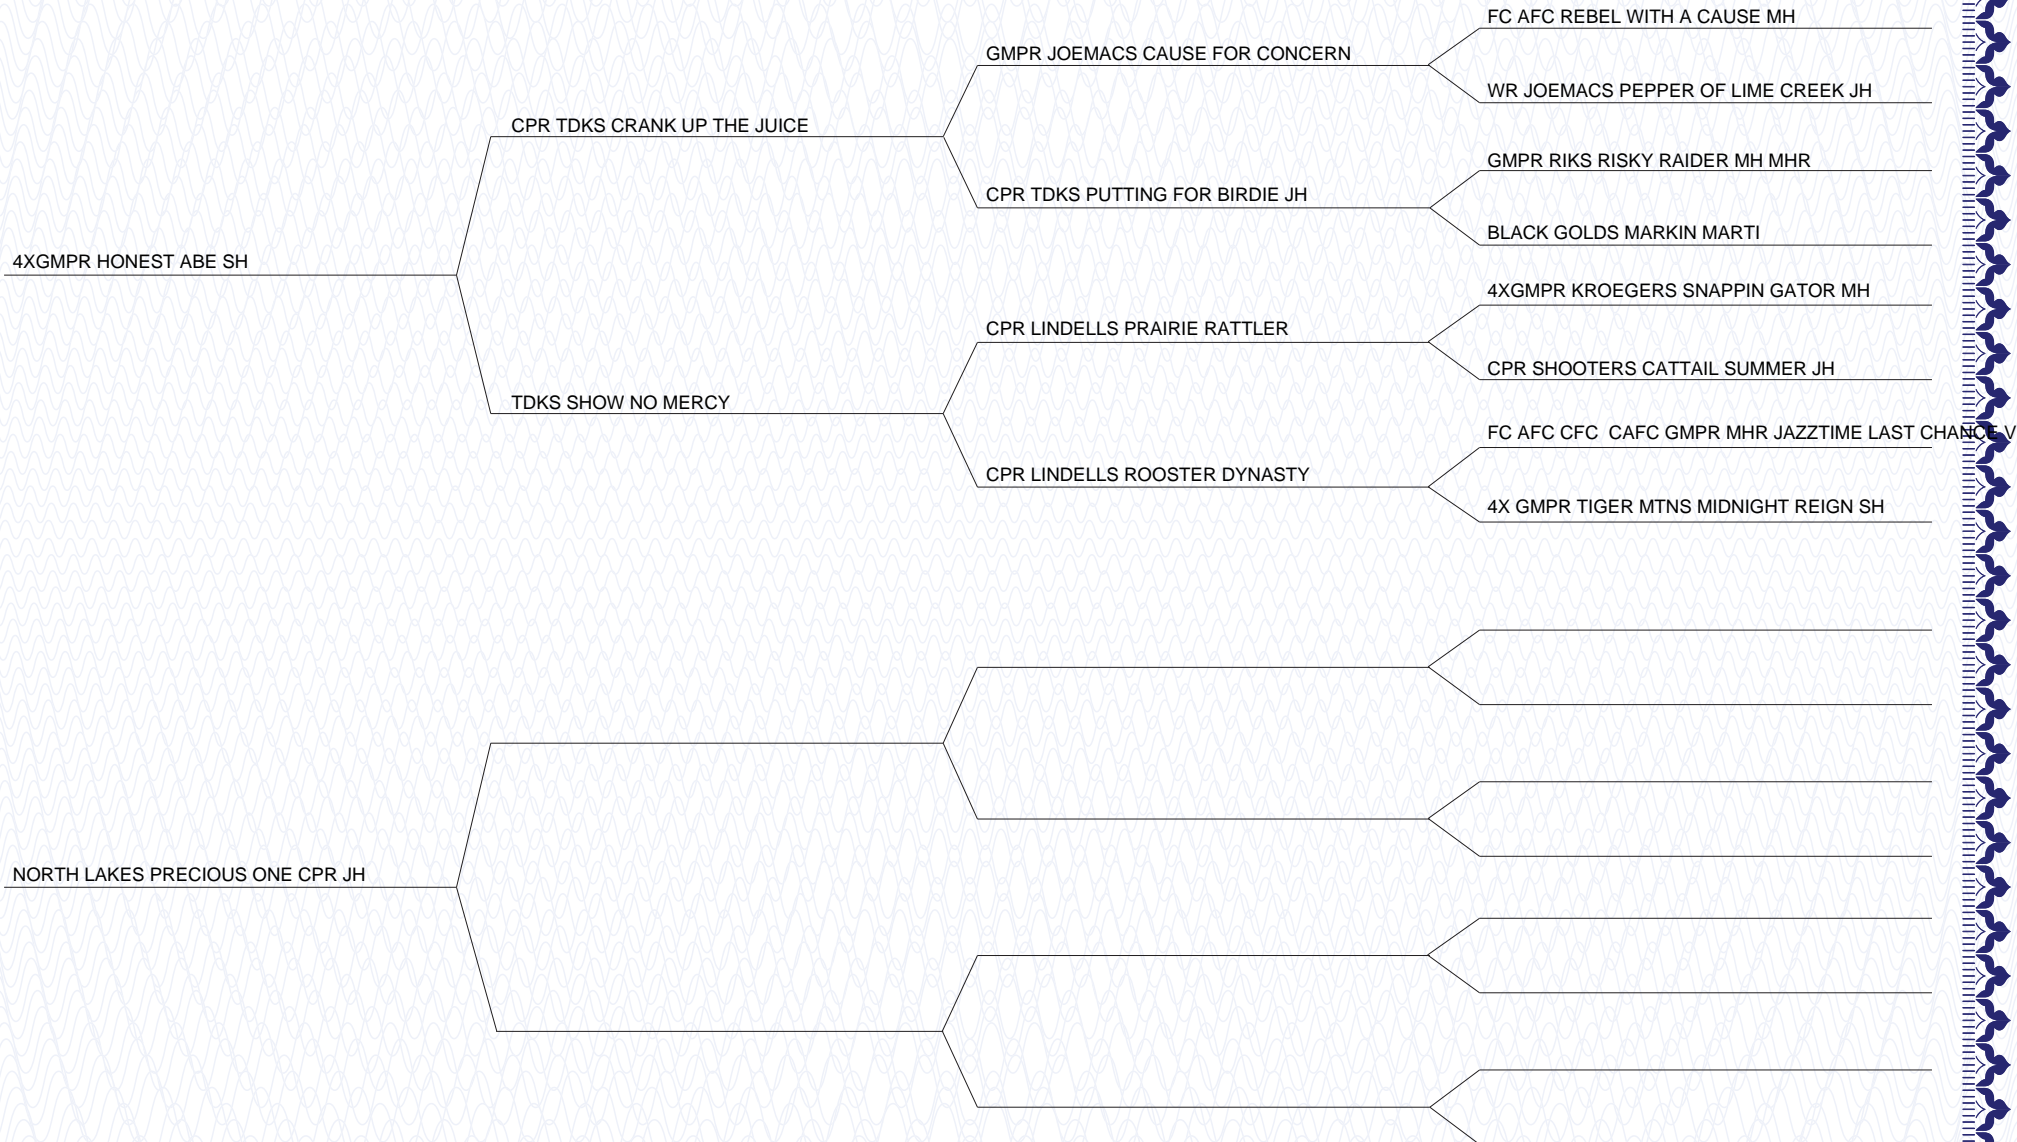 FC AFC REBEL WITH A CAUSE MH
GMPR JOEMACS CAUSE FOR CONCERN
WR JOEMACS PEPPER OF LIME CREEK JH
CPR TDKS CRANK UP THE JUICE
GMPR RIKS RISKY RAIDER MH MHR
CPR TDKS PUTTING FOR BIRDIE JH
BLACK GOLDS MARKIN MARTI
4XGMPR HONEST ABE SH
4XGMPR KROEGERS SNAPPIN GATOR MH
CPR LINDELLS PRAIRIE RATTLER
CPR SHOOTERS CATTAIL SUMMER JH
TDKS SHOW NO MERCY
FC AFC CFC  CAFC GMPR MHR JAZZTIME LAST CHANCE V
CPR LINDELLS ROOSTER DYNASTY
4X GMPR TIGER MTNS MIDNIGHT REIGN SH
NORTH LAKES PRECIOUS ONE CPR JH